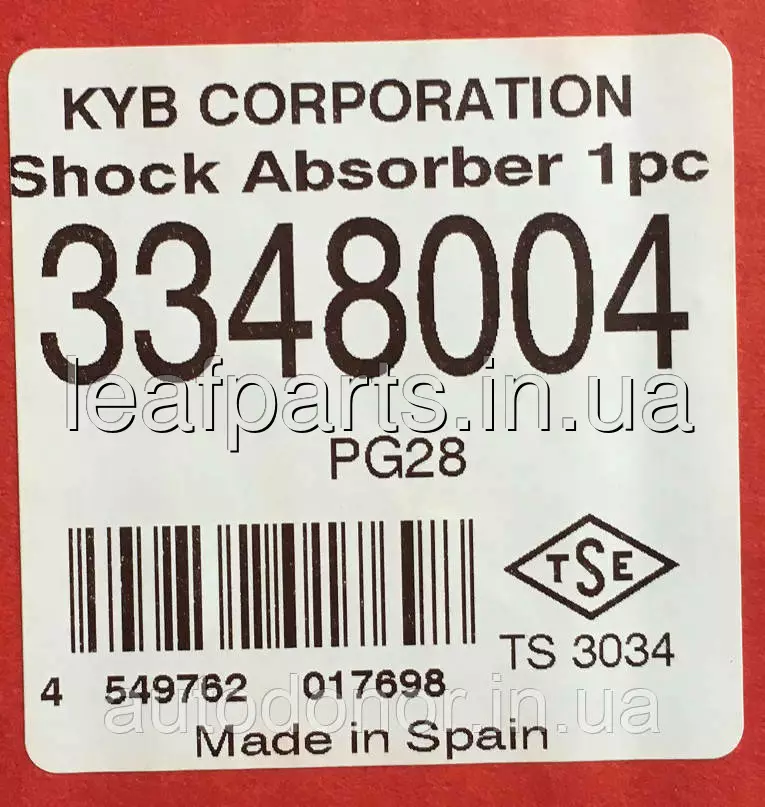 KYB CORPORATION
Shock Absorber 1pc
3348004
leafparts.in.ua
PG28
TSE
TS 3034
4 549762 017698
autodonor.in.ua
Made in Spain